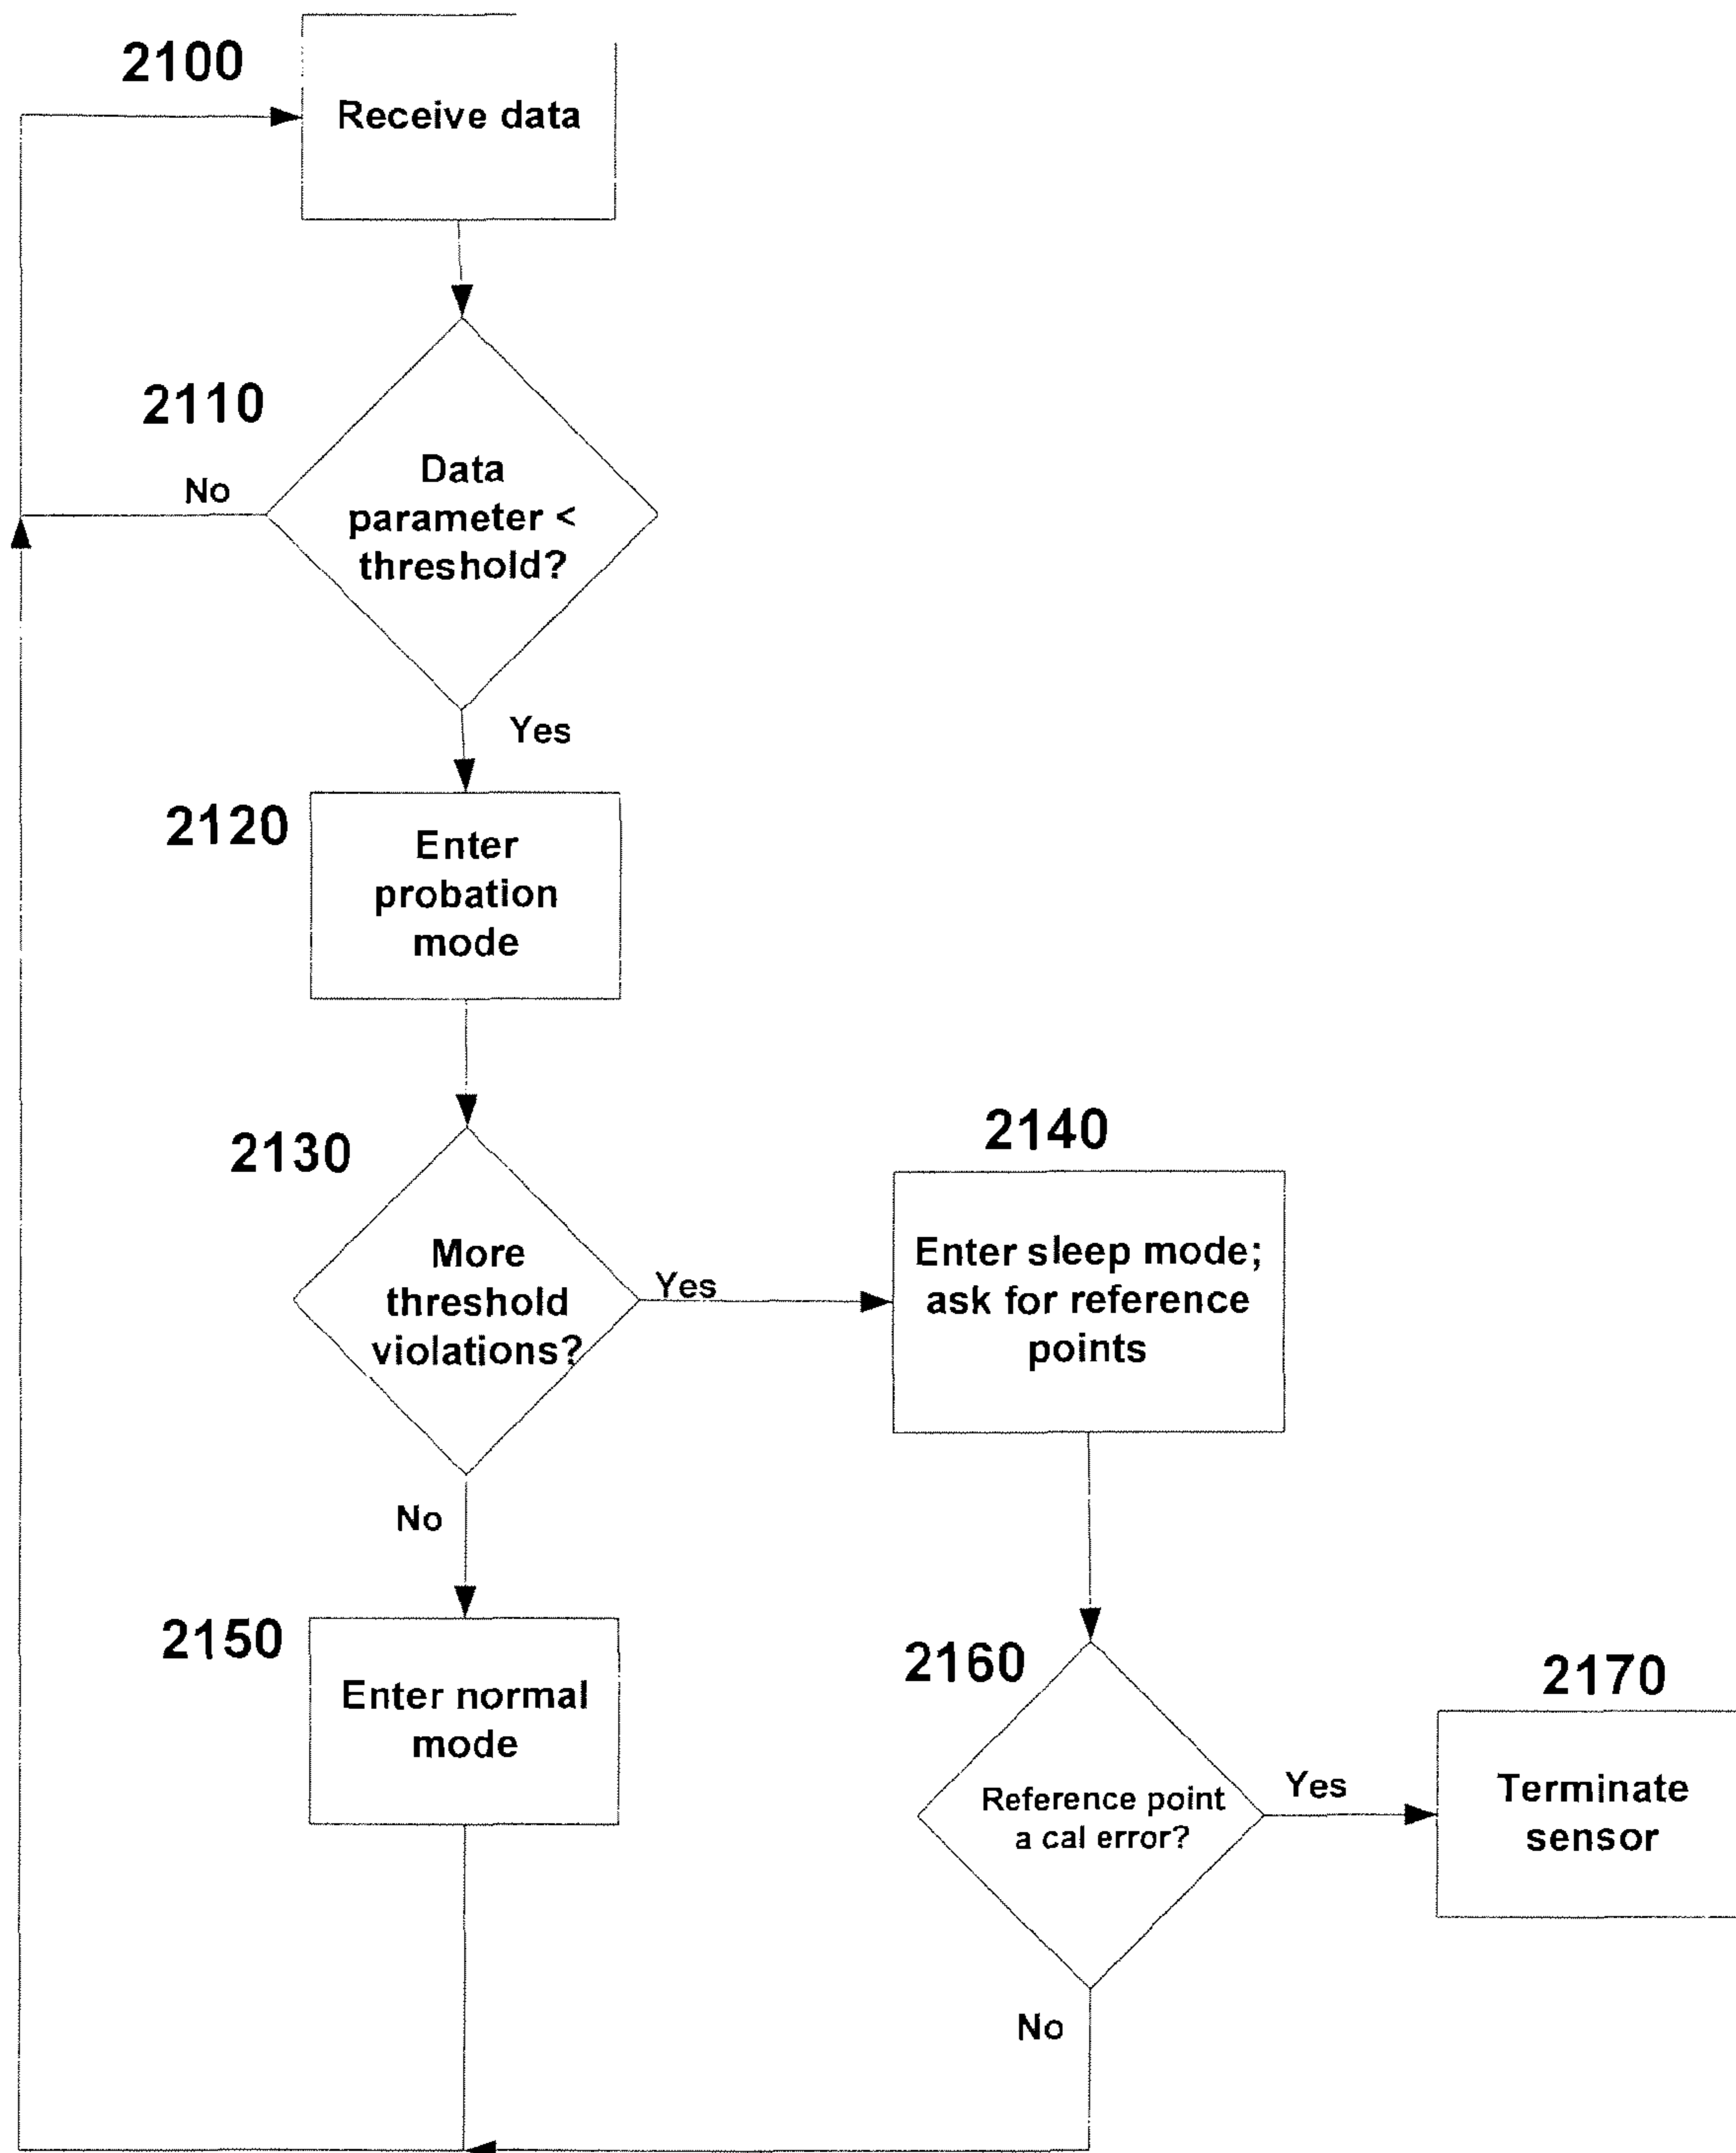 2100
Receive data
2110
Data
parameter <
threshold?
No
Yes
2120
Enter
probation
mode
2130
More
threshold
violations?
Yes
2140
Enter sleep mode;
ask for reference
points
No
2150
Enter normal
mode
2160
Reference point
a cal error?
Yes
2170
Terminate
sensor
No